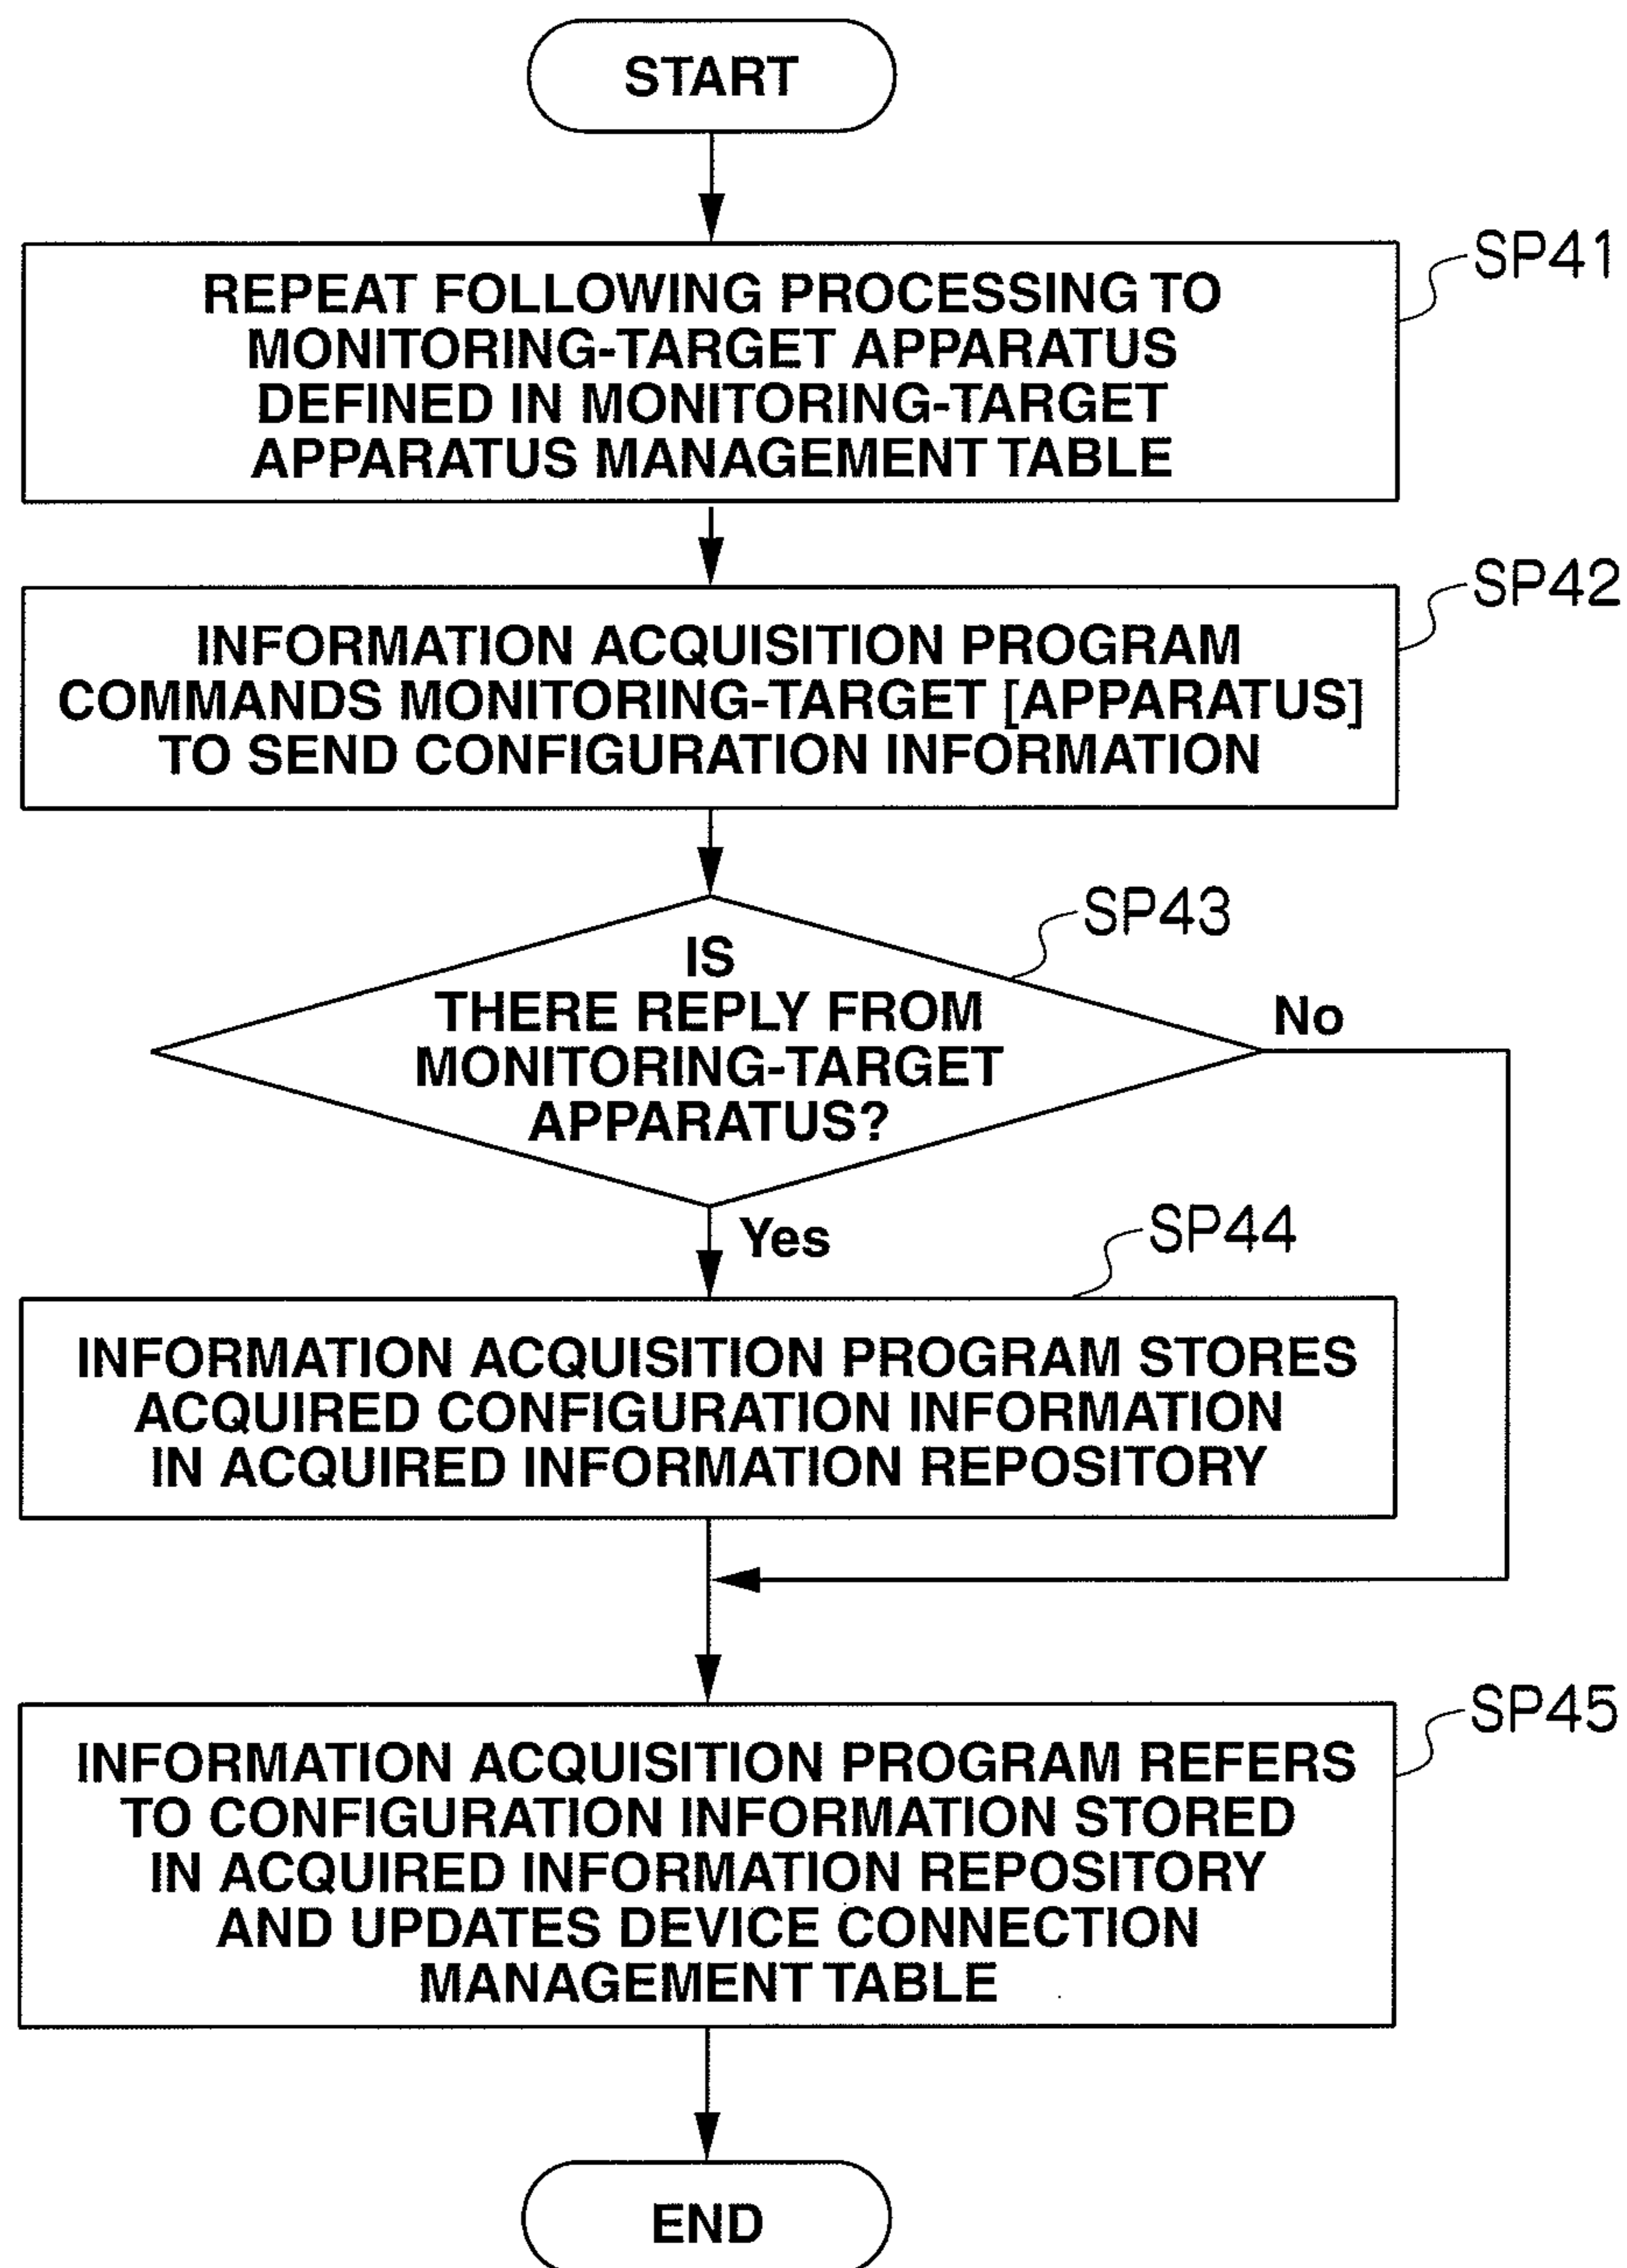 START
SP41
REPEAT FOLLOWING PROCESSING TO
MONITORING-TARGET APPARATUS
DEFINED IN MONITORING-TARGET
APPARATUS MANAGEMENT TABLE
SP42
INFORMATION ACQUISITION PROGRAM
COMMANDS MONITORING-TARGET [APPARATUS]
TO SEND CONFIGURATION INFORMATION
SP43
IS
THERE REPLY FROM
MONITORING-TARGET
APPARATUS?
No
Yes
SP44
INFORMATION ACQUISITION PROGRAM STORES
ACQUIRED CONFIGURATION INFORMATION
IN ACQUIRED INFORMATION REPOSITORY
SP45
INFORMATION ACQUISITION PROGRAM REFERS
TO CONFIGURATION INFORMATION STORED
IN ACQUIRED INFORMATION REPOSITORY
AND UPDATES DEVICE CONNECTION
MANAGEMENT TABLE
END